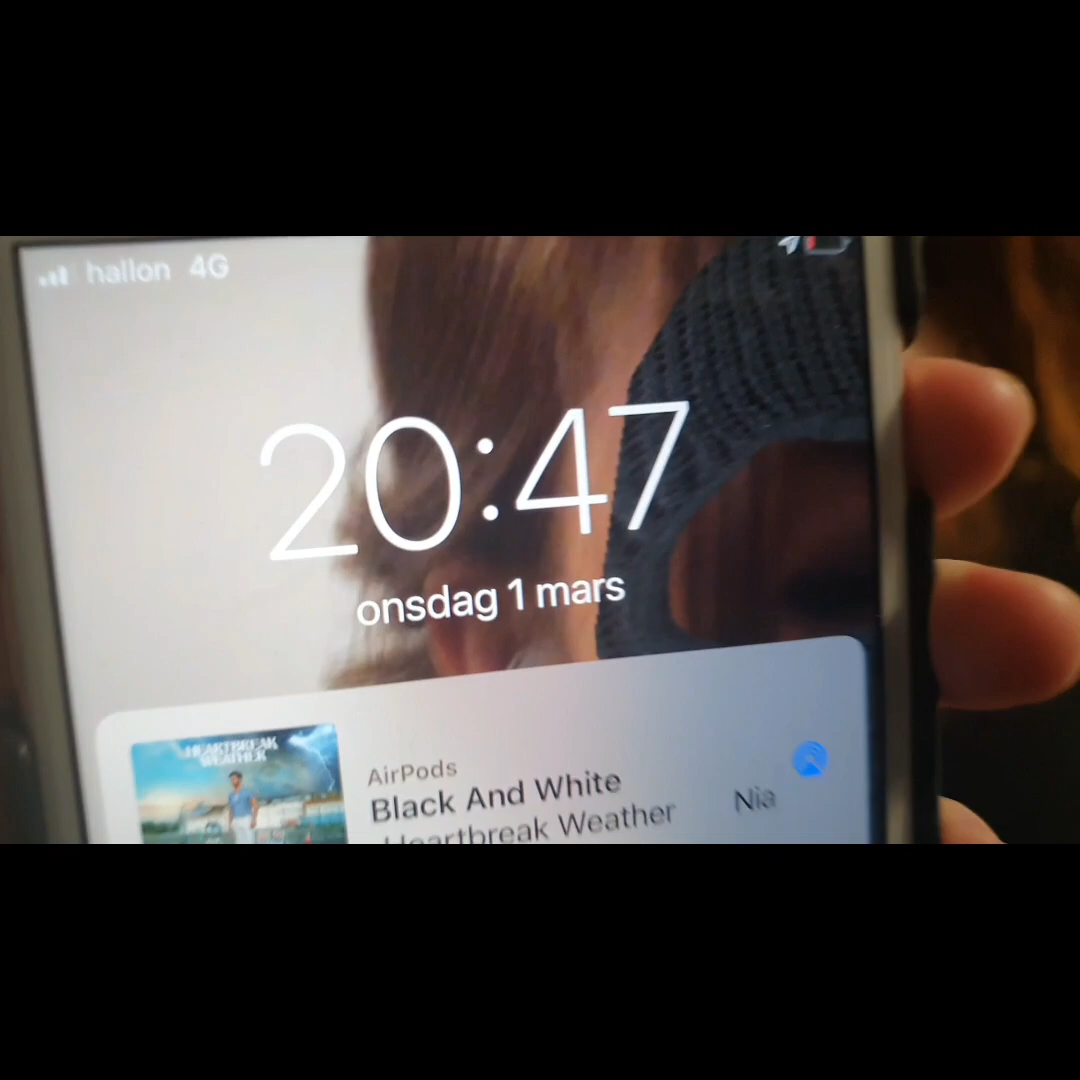 hallon 4G
20:47
onsdag 1 mars
HEARTBREAK
WEATHER
AirPods
Black And White
Heartbreak Weather Nia